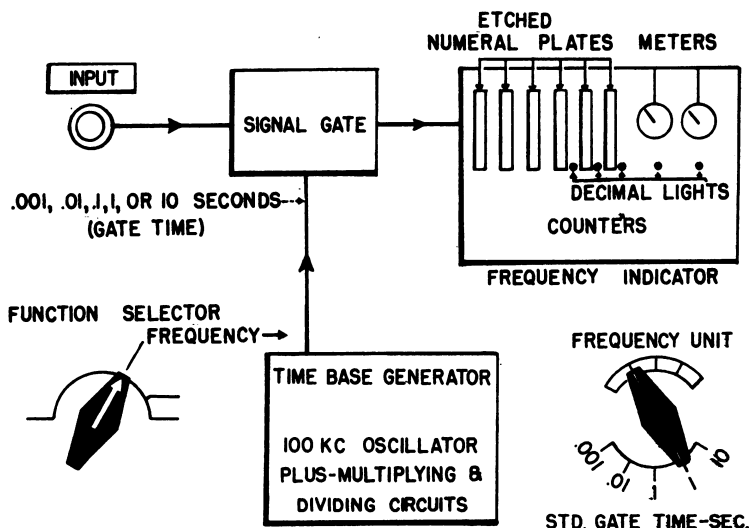 ETCHED
NUMERAL PLATES METERS
INPUT
SIGNAL GATE
.001, .01, .1, 1, OR 10 SECONDS
(GATE TIME)
DECIMAL LIGHTS
COUNTERS
FREQUENCY INDICATOR
FUNCTION SELECTOR
FREQUENCY
TIME BASE GENERATOR
100 KC OSCILLATOR
PLUS-MULTIPLYING &
DIVIDING CIRCUITS
FREQUENCY UNIT
.001
.01
.1
10
STD. GATE TIME-SEC.